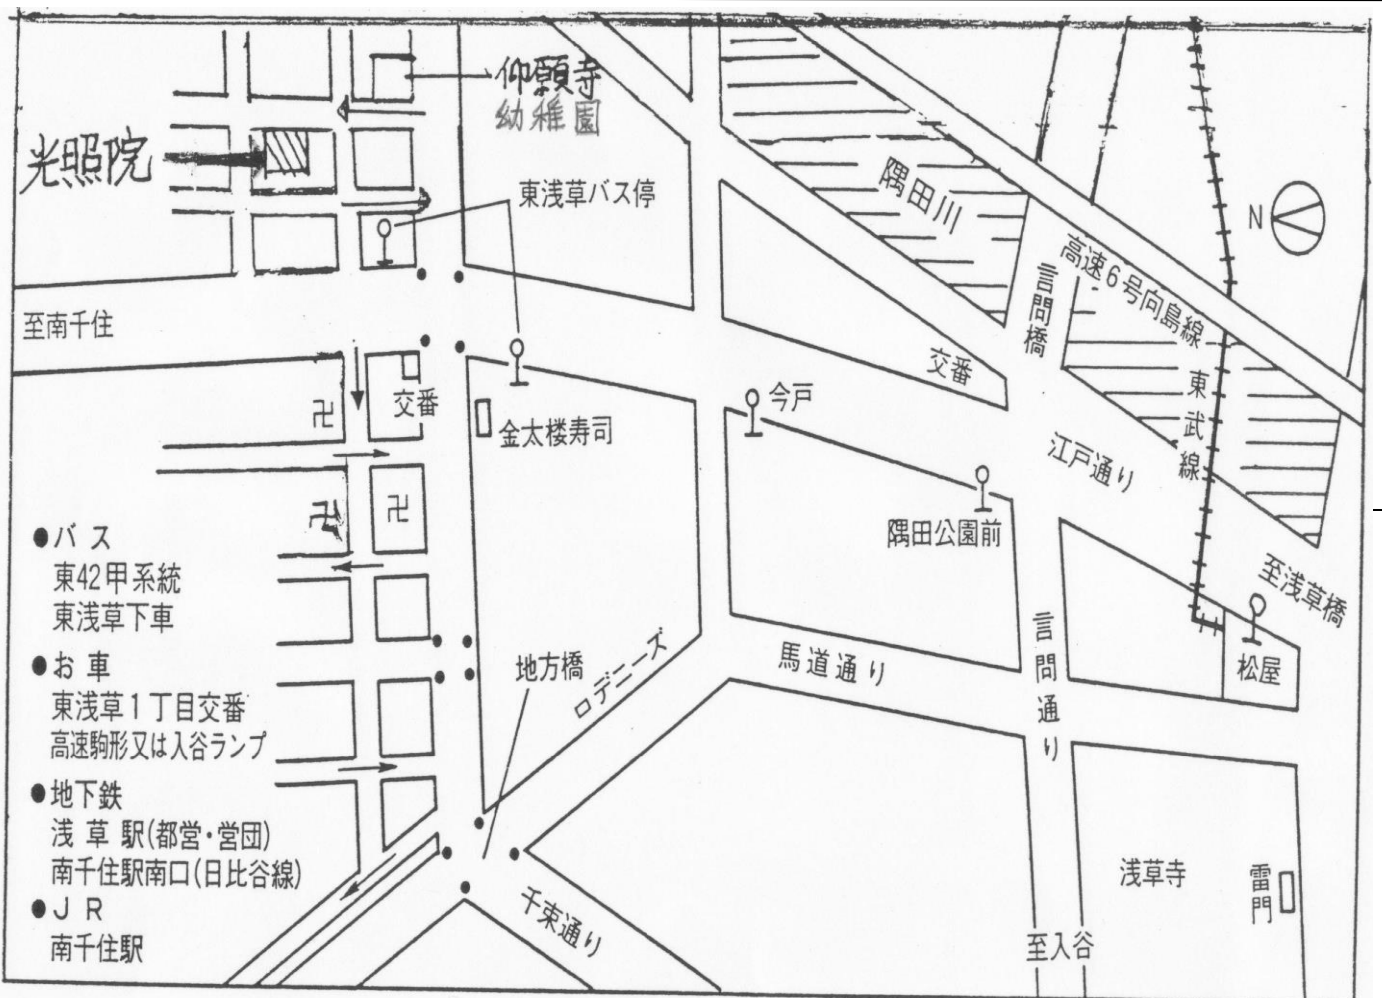 仰願寺
幼稚園
光照院
東浅草バス停
隅田川
N
高速6号向島線
言問橋
至南千住
交番
東武線
今戸
交番
卍
金太楼寿司
江戸通り
卍
卍
隅田公園前
至浅草橋
●バス
東42甲系統
東浅草下車
●お車
東浅草1丁目交番
高速駒形又は入谷ランプ
●地下鉄
浅草駅(都営・営団)
南千住駅南口(日比谷線)
●JR
南千住駅
地方橋
ロデニーズ
馬道通り
言問通り
松屋
千束通り
浅草寺
雷門
至入谷